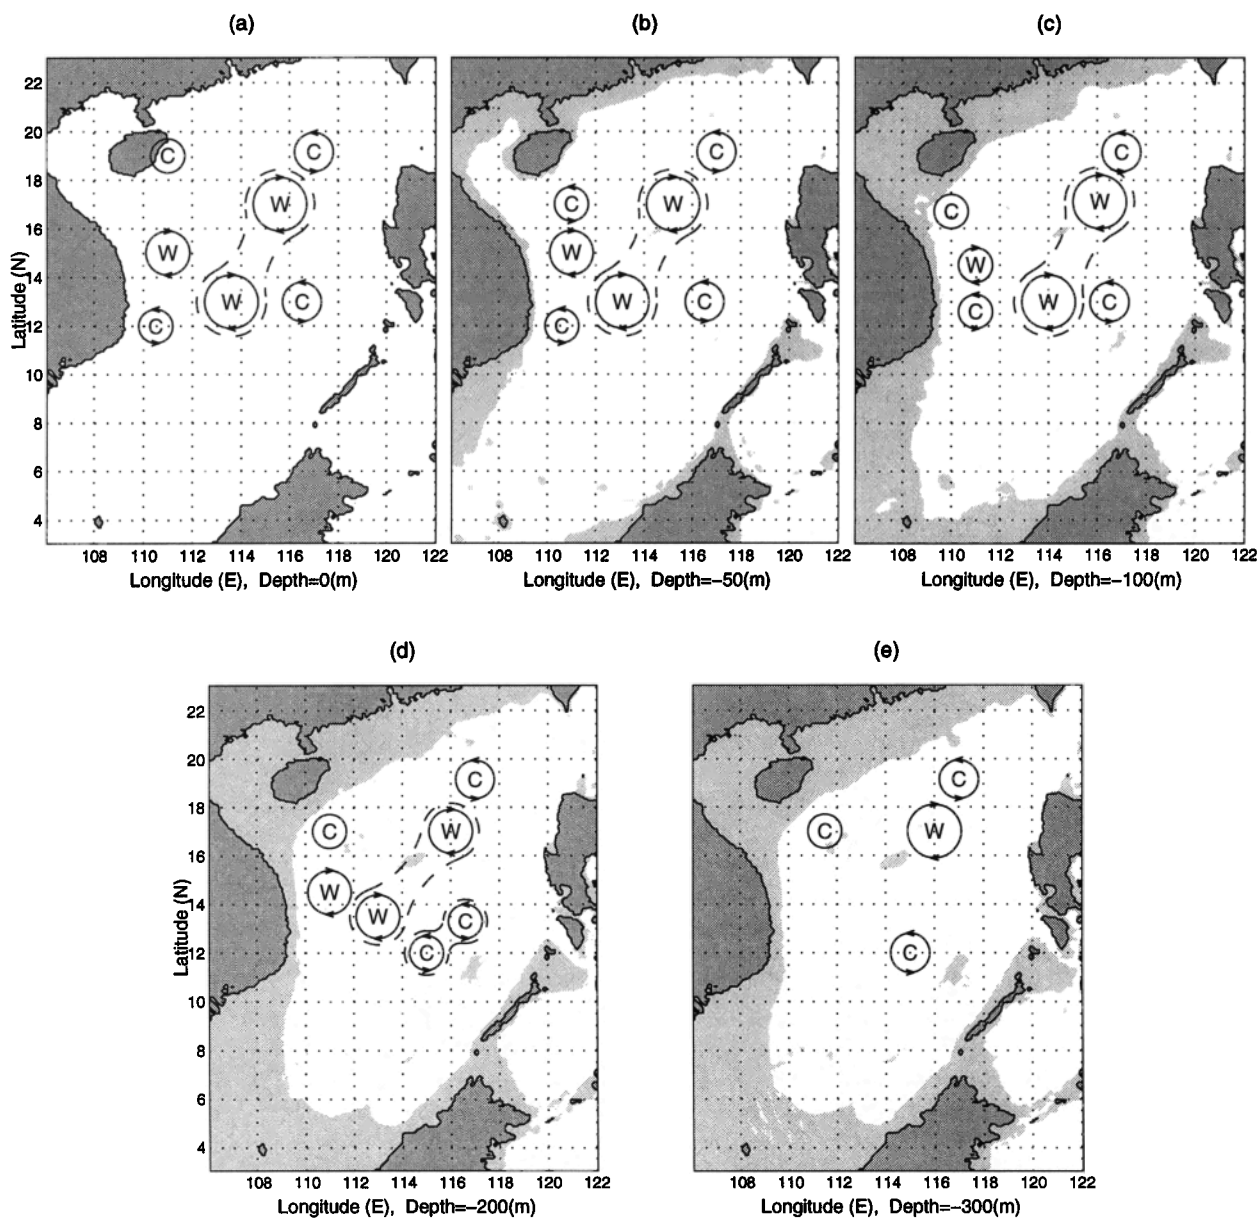 (a) (b) (c)
22
20
18
16
14
12
10
8
6
4
Latitude (N)
C C
W
W
W C
C
108 110 112 114 116 118 120 122
Longitude (E), Depth=0(m)
C
C W
W
W C
C
108 110 112 114 116 118 120 122
Longitude (E), Depth=−50(m)
C
C W
W
C W C
108 110 112 114 116 118 120 122
Longitude (E), Depth=−100(m)
(d) (e)
22
20
18
16
14
12
10
8
6
4
Latitude (N)
C
C W
W
W C
C
108 110 112 114 116 118 120 122
Longitude (E), Depth=−200(m)
C
C W
C
108 110 112 114 116 118 120 122
Longitude (E), Depth=−300(m)